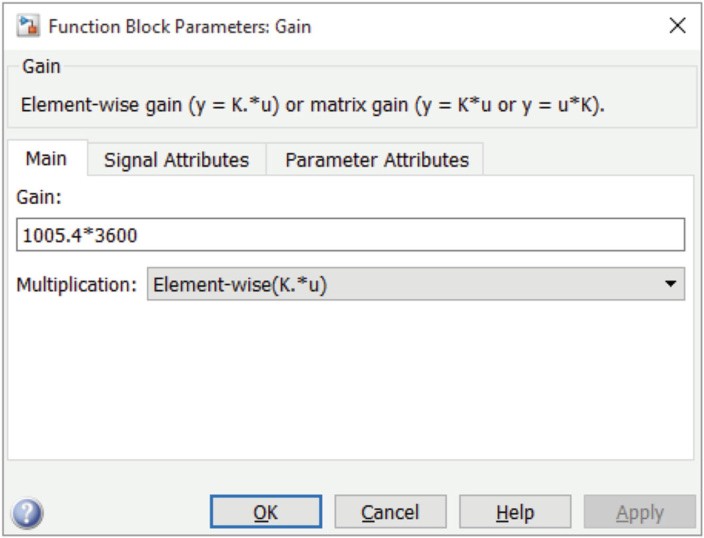 Function Block Parameters: Gain
Gain
Element-wise gain (y = K.*u) or matrix gain (y = K*u or y = u*K).
Main Signal Attributes Parameter Attributes
Gain:
1005.4*3600
Multiplication: Element-wise(K.*u)
OK Cancel Help Apply